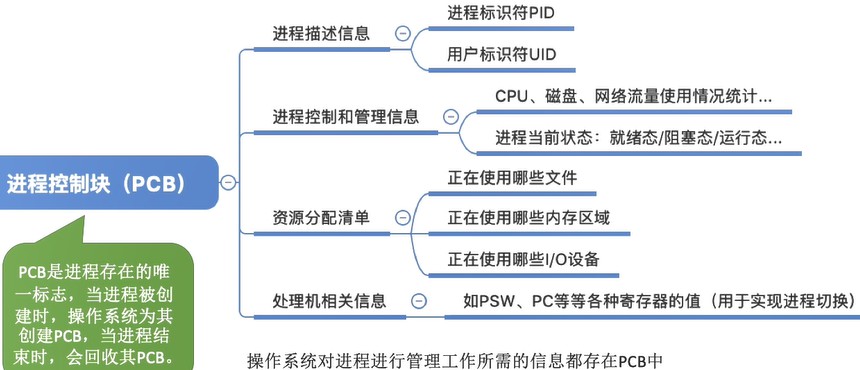 进程标识符PID
进程描述信息
用户标识符UID
CPU、磁盘、网络流量使用情况统计...
进程控制和管理信息
进程当前状态：就绪态/阻塞态/运行态...
进程控制块（PCB）
正在使用哪些文件
资源分配清单
正在使用哪些内存区域
正在使用哪些I/O设备
处理机相关信息
如PSW、PC等等各种寄存器的值（用于实现进程切换）
PCB是进程存在的唯
一标志，当进程被创
建时，操作系统为其
创建PCB，当进程结
束时，会回收其PCB。
操作系统对进程进行管理工作所需的信息都存在PCB中